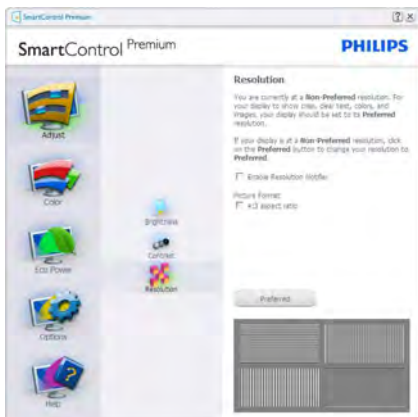 SmartControl Premium
SmartControl Premium
PHILIPS
Adjust
Color
Eco Power
Options
Help
Brightness
Contrast
Resolution
Resolution
You are currently at a Non-Preferred resolution. For
your display to show crisp, clear text, colors, and
images, your display should be set to its Preferred
resolution.
If your display is at a Non-Preferred resolution, click
on the Preferred button to change your resolution to
Preferred.
Enable Resolution Notifier
Picture Format
4:3 aspect ratio
Preferred